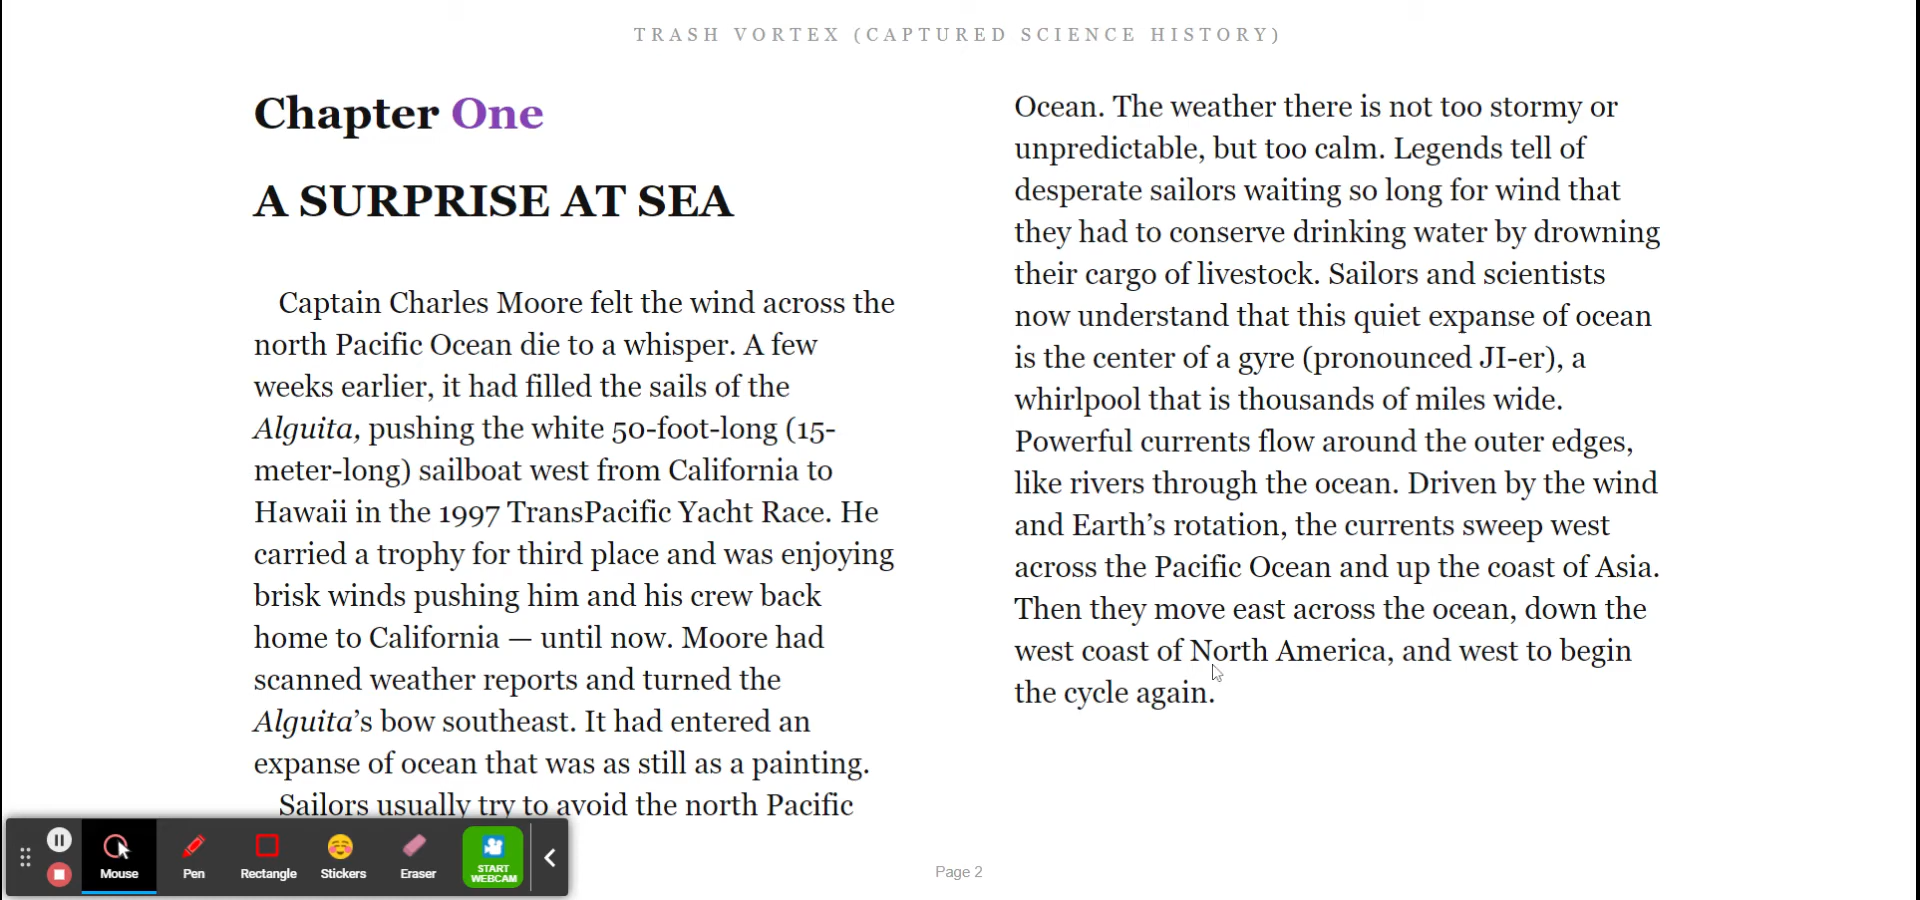 TRASH VORTEX (CAPTURED SCIENCE HISTORY)
Chapter One
A SURPRISE AT SEA
Captain Charles Moore felt the wind across the
north Pacific Ocean die to a whisper. A few
weeks earlier, it had filled the sails of the
Alguita, pushing the white 50-foot-long (15-
meter-long) sailboat west from California to
Hawaii in the 1997 TransPacific Yacht Race. He
carried a trophy for third place and was enjoying
brisk winds pushing him and his crew back
home to California — until now. Moore had
scanned weather reports and turned the
Alguita’s bow southeast. It had entered an
expanse of ocean that was as still as a painting.
Sailors usually try to avoid the north Pacific
Ocean. The weather there is not too stormy or
unpredictable, but too calm. Legends tell of
desperate sailors waiting so long for wind that
they had to conserve drinking water by drowning
their cargo of livestock. Sailors and scientists
now understand that this quiet expanse of ocean
is the center of a gyre (pronounced JI-er), a
whirlpool that is thousands of miles wide.
Powerful currents flow around the outer edges,
like rivers through the ocean. Driven by the wind
and Earth’s rotation, the currents sweep west
across the Pacific Ocean and up the coast of Asia.
Then they move east across the ocean, down the
west coast of North America, and west to begin
the cycle again.
Mouse
Pen
Rectangle
Stickers
Eraser
START
WEBCAM
Page 2